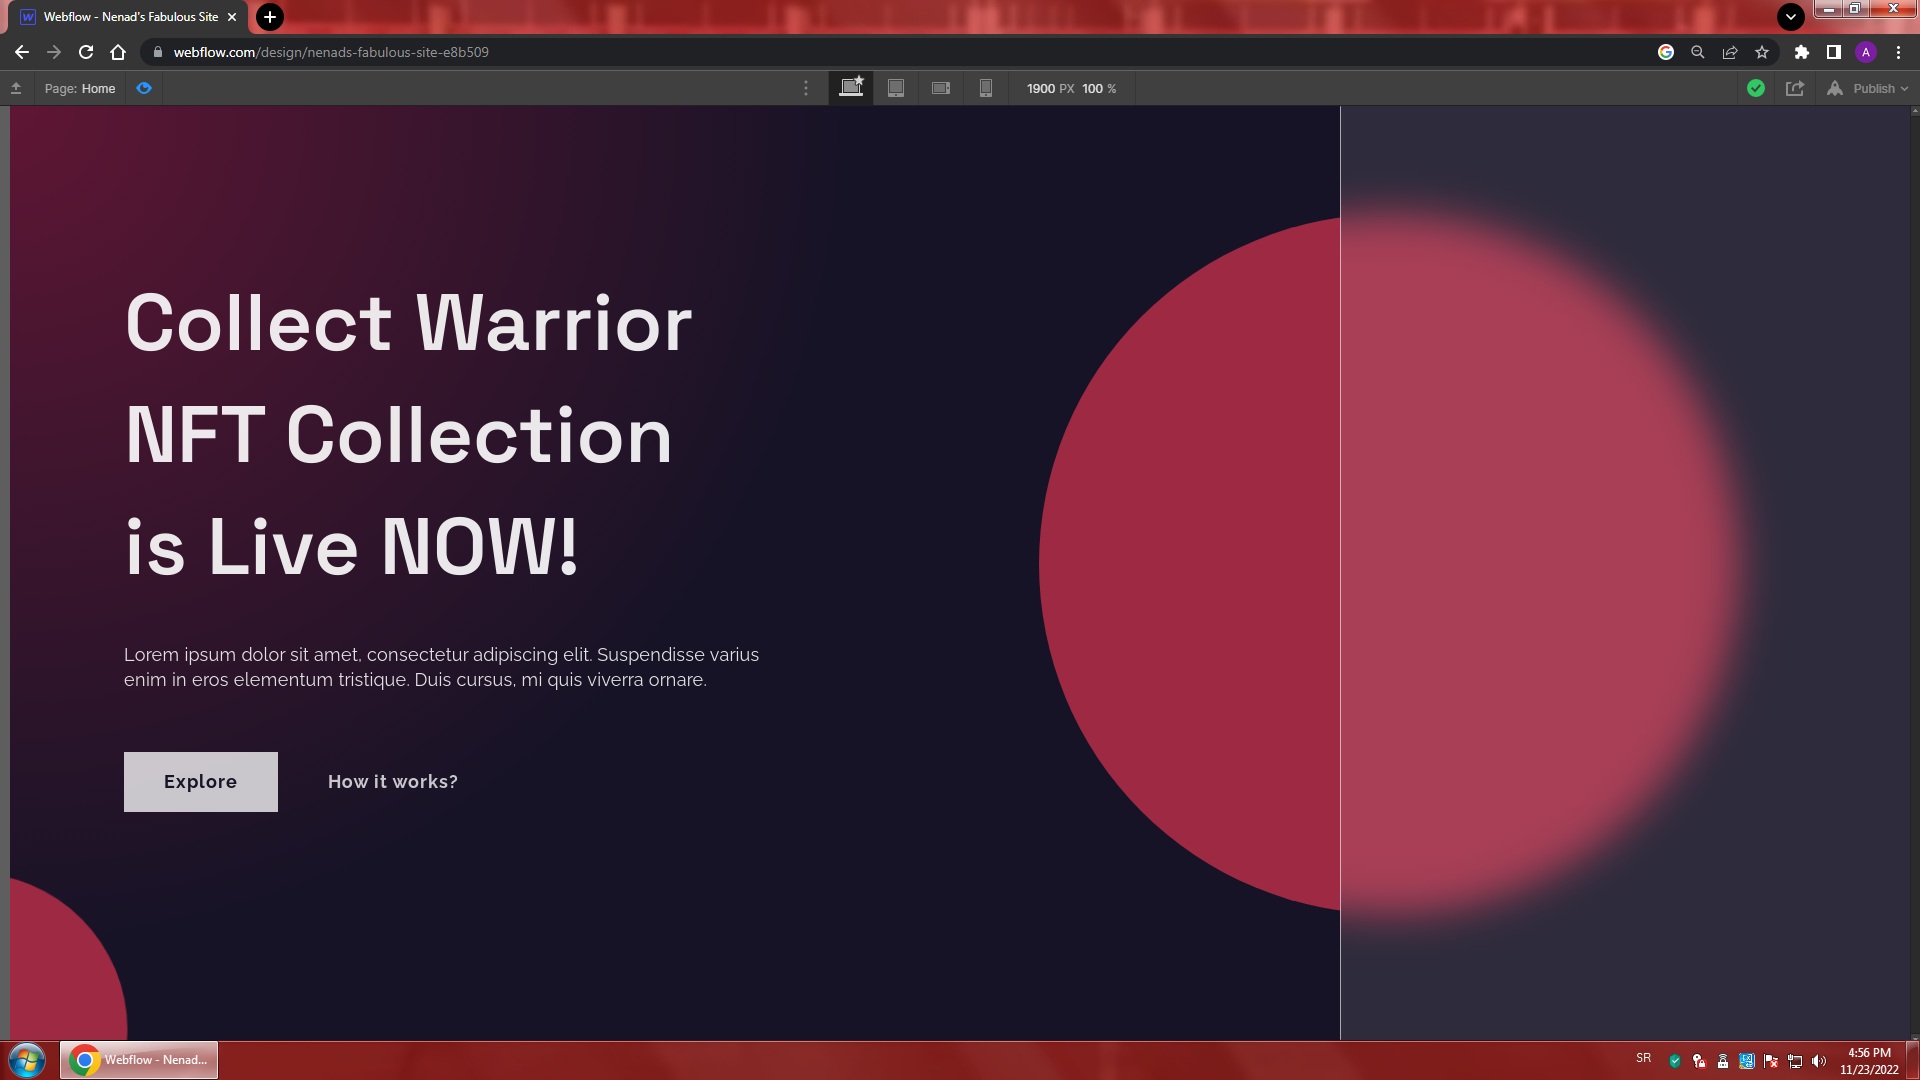 Webflow - Nenad's Fabulous Site
webflow.com/design/nenads-fabulous-site-e8b509
A
Page: Home
1900 PX 100 %
Publish
Collect Warrior
NFT Collection
is Live NOW!
Lorem ipsum dolor sit amet, consectetur adipiscing elit. Suspendisse varius
enim in eros elementum tristique. Duis cursus, mi quis viverra ornare.
Explore
How it works?
Webflow - Nenad...
SR
4:56 PM
11/23/2022